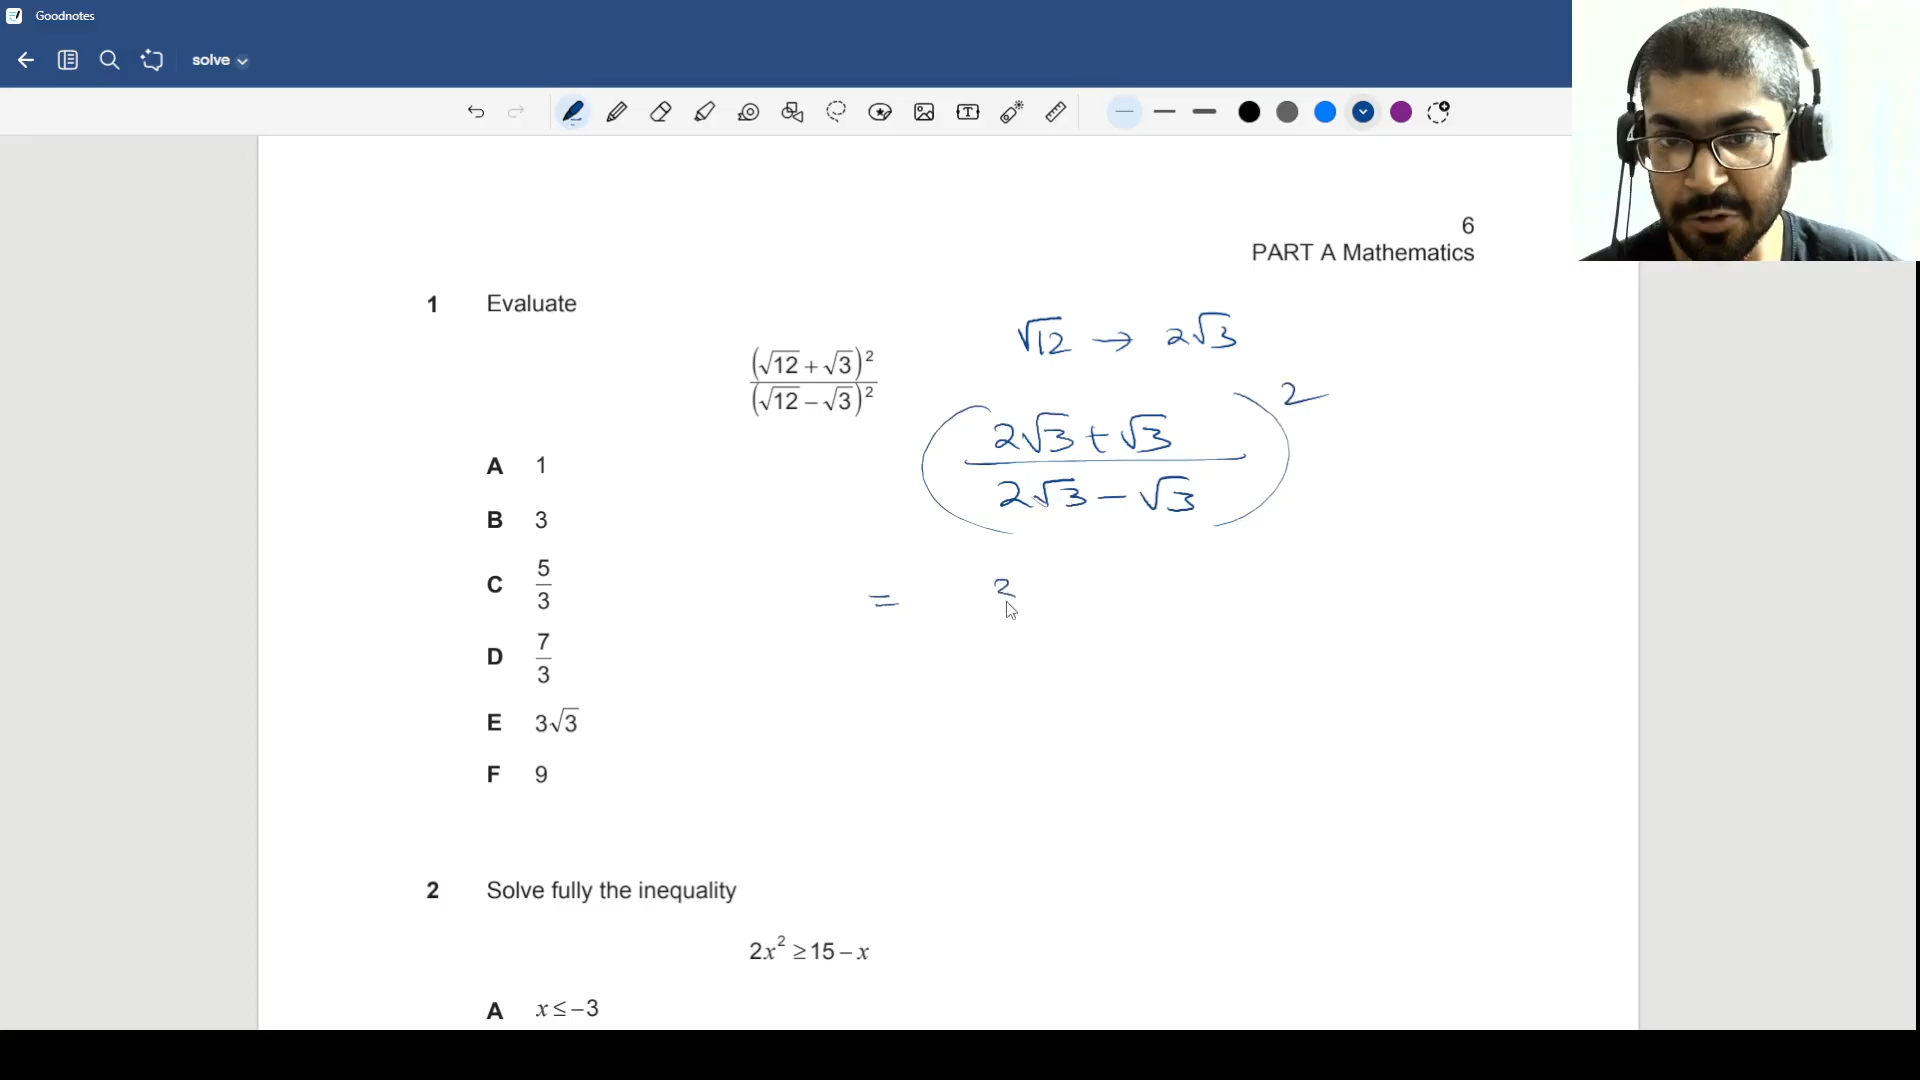 Goodnotes
solve
6
PART A Mathematics
1 Evaluate
(√12 + √3)²
(√12 − √3)²
√12 → 2√3
(2√3 + √3)²
2√3 − √3
= 2
A 1
B 3
C 5/3
D 7/3
E 3√3
F 9
2 Solve fully the inequality
2x² ≥ 15 − x
A x ≤ −3